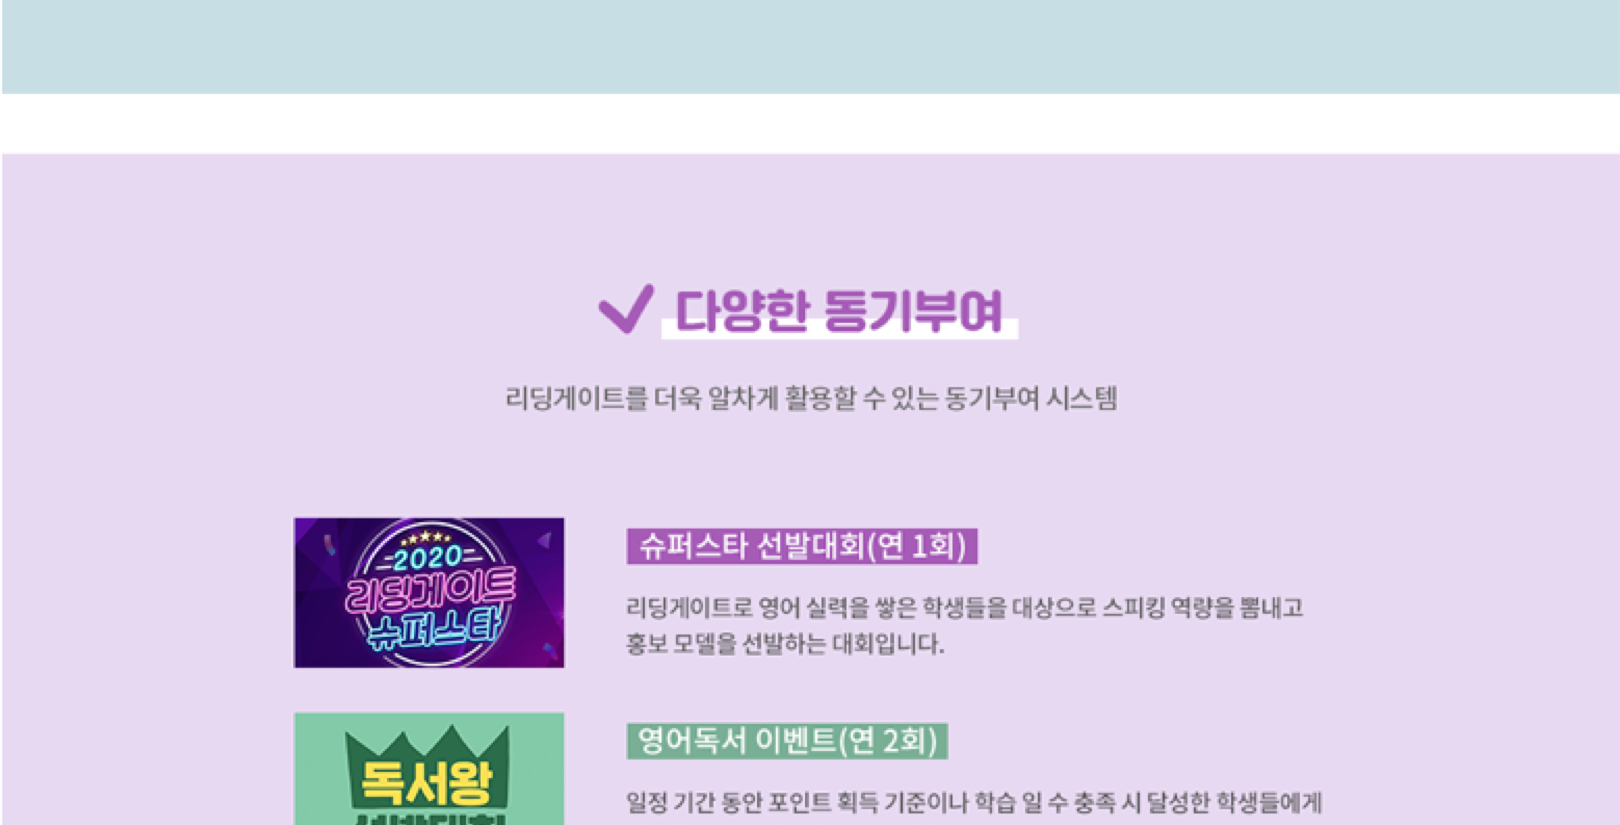 다양한 동기부여
리딩게이트를 더욱 알차게 활용할 수 있는 동기부여 시스템
2020
리딩게이트
슈퍼스타
슈퍼스타 선발대회(연 1회)
리딩게이트로 영어 실력을 쌓은 학생들을 대상으로 스피킹 역량을 뽐내고
홍보 모델을 선발하는 대회입니다.
독서왕
영어독서 이벤트(연 2회)
일정 기간 동안 포인트 획득 기준이나 학습 일 수 충족 시 달성한 학생들에게